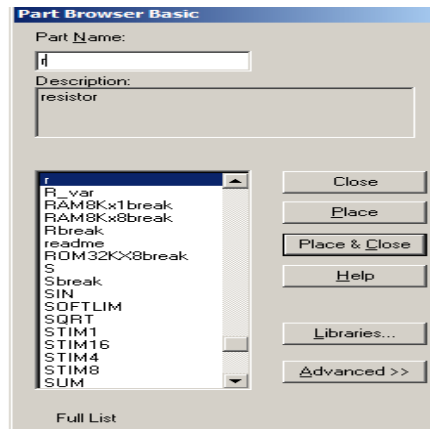 Part Browser Basic
Part Name:
r
Description:
resistor
r
R_var
RAM8Kx1break
RAM8Kx8break
Rbreak
readme
ROM32KX8break
S
Sbreak
SIN
SOFTLIM
SQRT
STIM1
STIM16
STIM4
STIM8
SUM
Close
Place
Place & Close
Help
Libraries...
Advanced >>
Full List